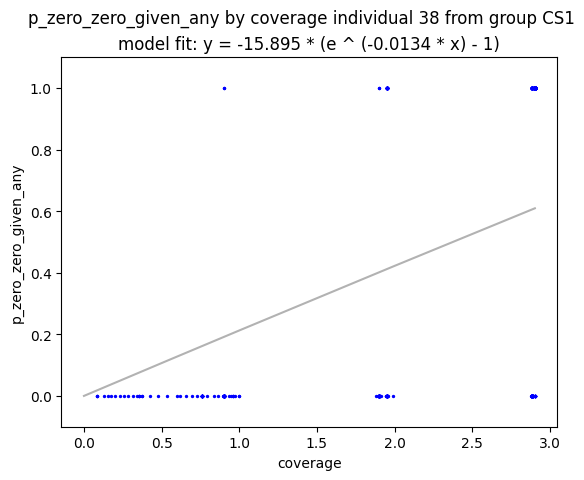 p_zero_zero_given_any by coverage individual 38 from group CS1
model fit: y = -15.895 * (e ^ (-0.0134 * x) - 1)
p_zero_zero_given_any
1.0
0.8
0.6
0.4
0.2
0.0
0.0 0.5 1.0 1.5 2.0 2.5 3.0
coverage